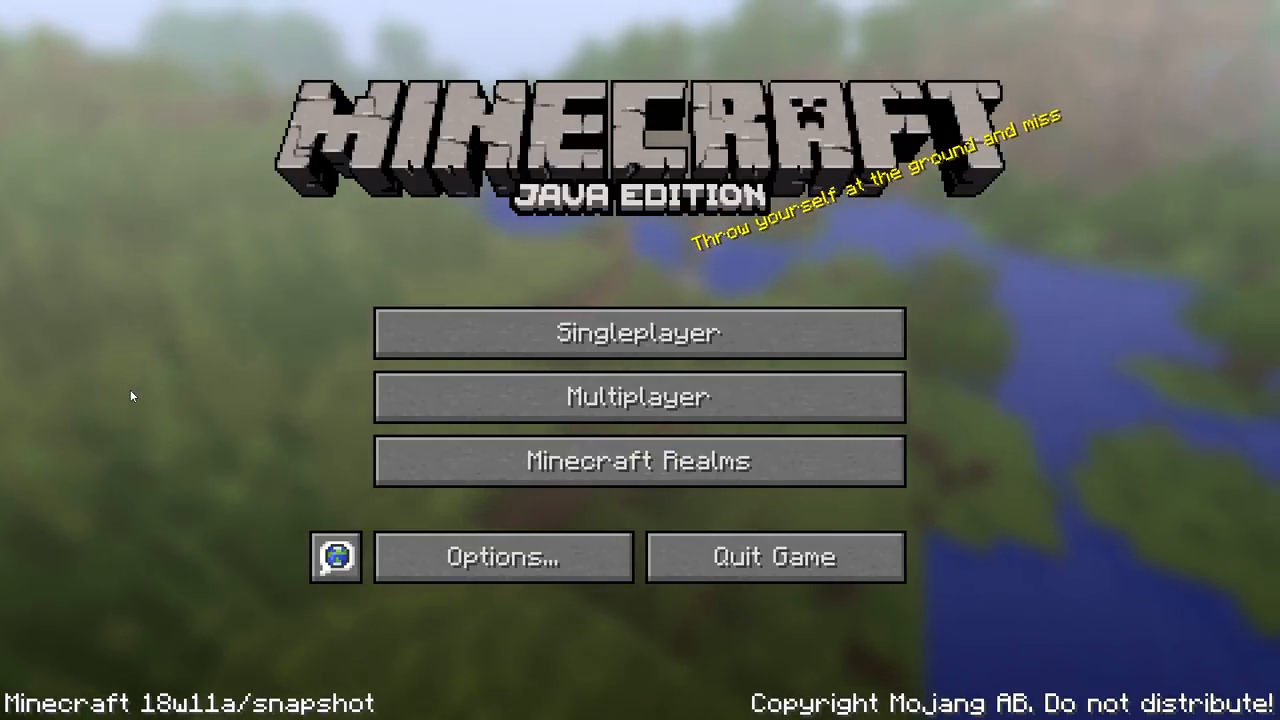 MINECRAFT
JAVA EDITION
Throw yourself at the ground and miss
Singleplayer
Multiplayer
Minecraft Realms
Options...
Quit Game
Minecraft 18w11a/snapshot
Copyright Mojang AB. Do not distribute!